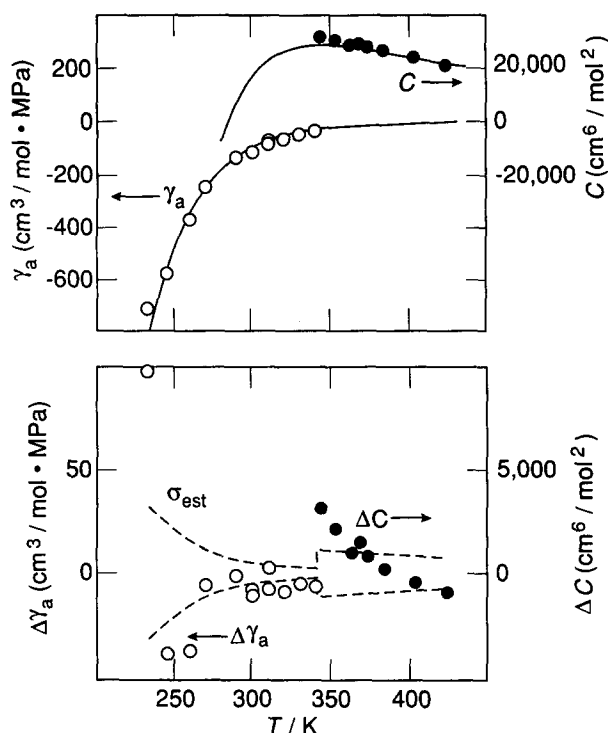 200
0
-200
-400
-600
γa (cm3 / mol • MPa)
γa
C
20,000
0
-20,000
C (cm6 / mol2)
50
0
Δγa (cm3 / mol • MPa)
σest
ΔC
Δγa
5,000
0
ΔC (cm6 / mol2)
250 300 350 400
T / K